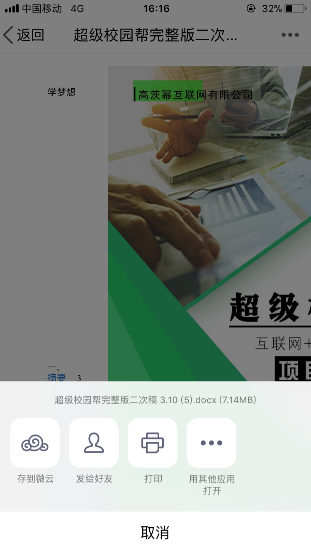 中国移动 4G 16:16 32%
返回 超级校园帮完整版二次... •••
学梦想
高茨幂互联网有限公司
超级
互联网+
项目
一、
摘要 3
超级校园帮完整版二次稿 3.10 (5).docx (7.14MB)
存到微云 发给好友 打印 用其他应用
打开
取消